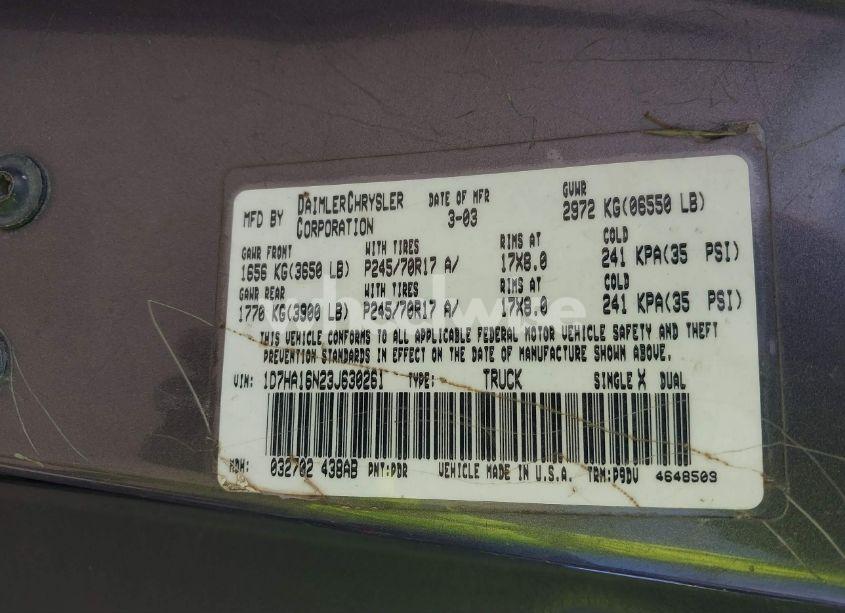 MFD BY DAIMLERCHRYSLER CORPORATION DATE OF MFR 3-03 GVWR 2972 KG(06550 LB)
GAWR FRONT WITH TIRES RIMS AT COLD
1656 KG(3650 LB) P245/70R17 A/ 17X8.0 241 KPA(35 PSI)
GAWR REAR WITH TIRES RIMS AT COLD
1770 KG(3900 LB) P245/70R17 A/ 17X8.0 241 KPA(35 PSI)
THIS VEHICLE CONFORMS TO ALL APPLICABLE FEDERAL MOTOR VEHICLE SAFETY AND THEFT
PREVENTION STANDARDS IN EFFECT ON THE DATE OF MANUFACTURE SHOWN ABOVE.
VIN: 1D7HA16N23J630261 TYPE: TRUCK SINGLE X DUAL
MDH: 032702 438AB PNT:PDR VEHICLE MADE IN U.S.A. TRM:P9DV 4648503